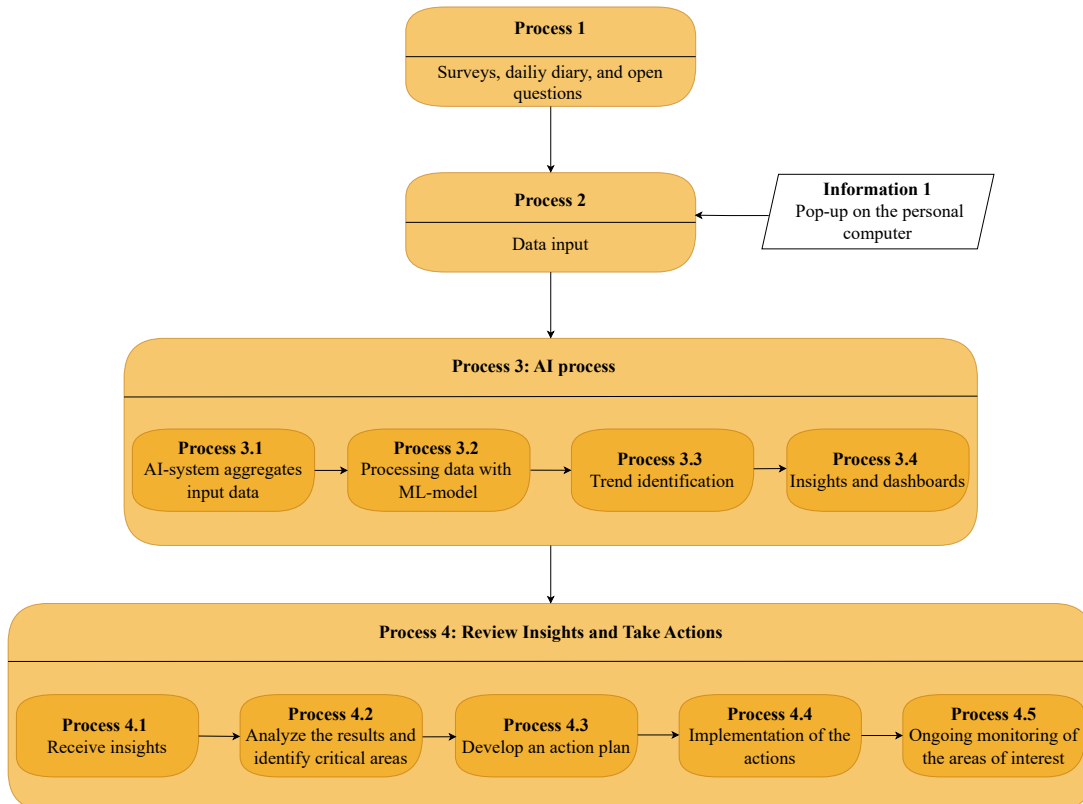 Process 1
Surveys, dailiy diary, and open
questions
Process 2
Data input
Information 1
Pop-up on the personal
computer
Process 3: AI process
Process 3.1
AI-system aggregates
input data
Process 3.2
Processing data with
ML-model
Process 3.3
Trend identification
Process 3.4
Insights and dashboards
Process 4: Review Insights and Take Actions
Process 4.1
Receive insights
Process 4.2
Analyze the results and
identify critical areas
Process 4.3
Develop an action plan
Process 4.4
Implementation of the
actions
Process 4.5
Ongoing monitoring of
the areas of interest